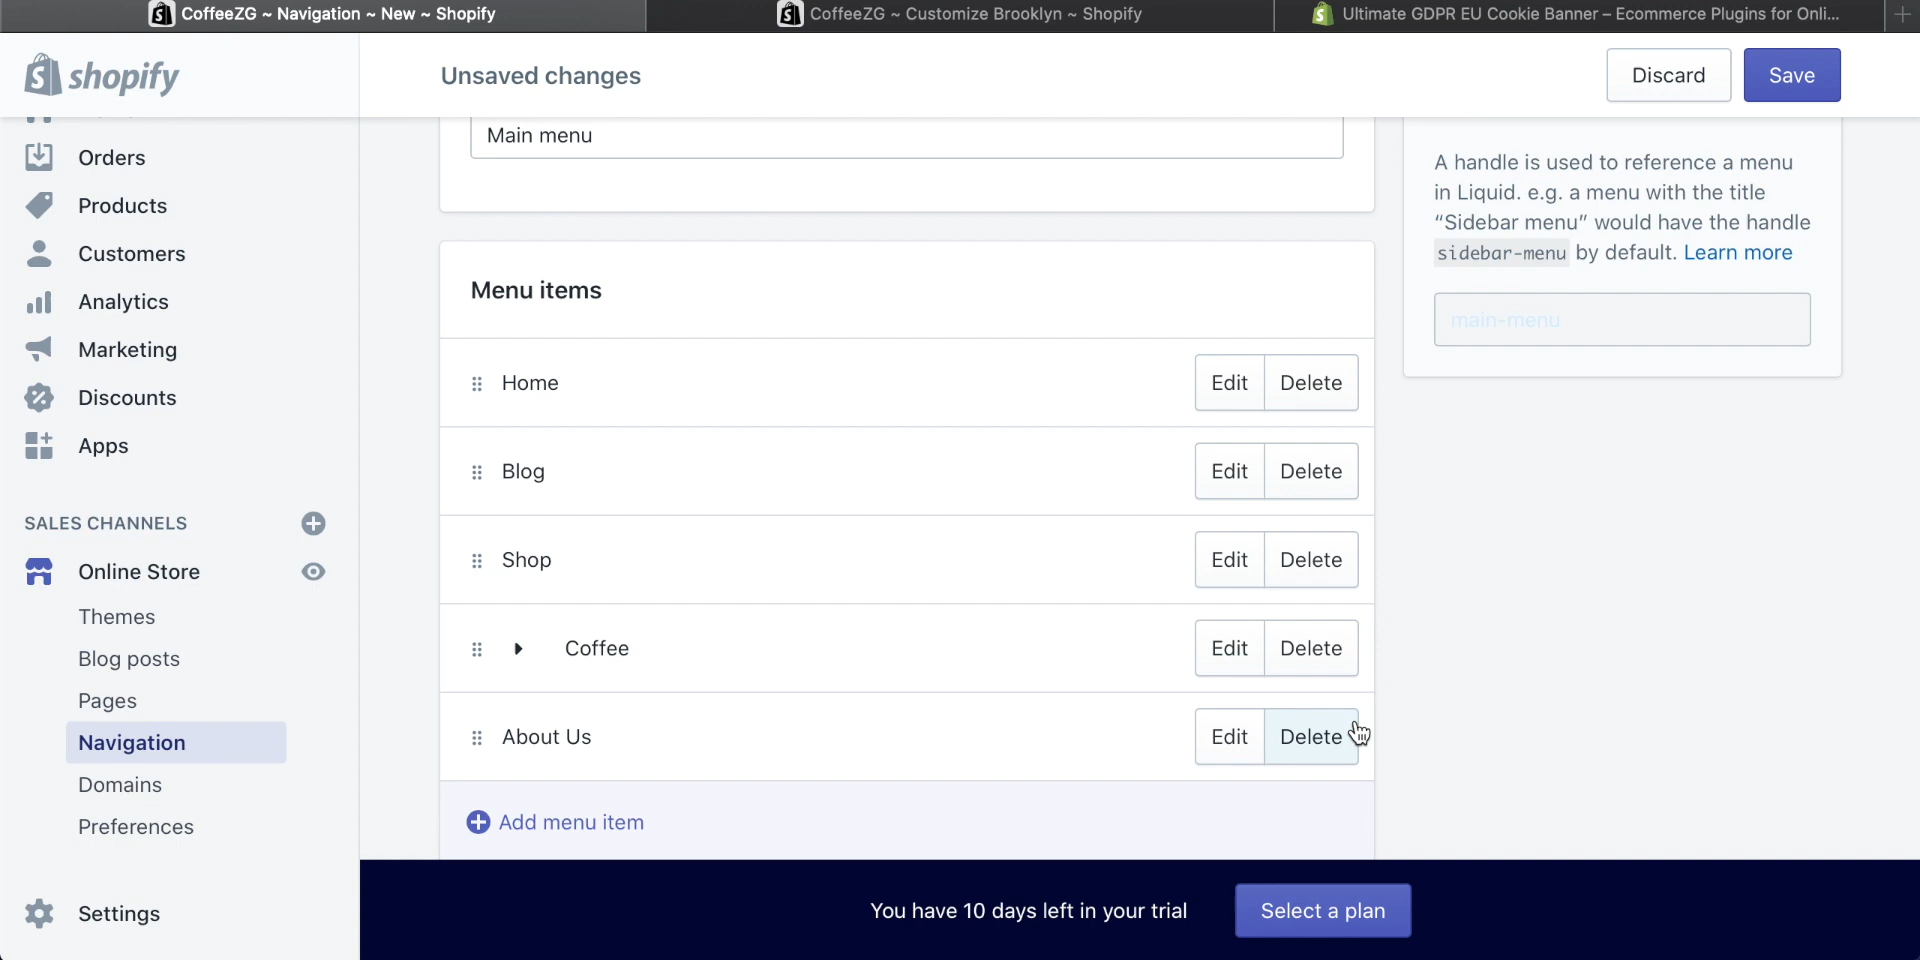 CoffeeZG ~ Navigation ~ New ~ Shopify
CoffeeZG ~ Customize Brooklyn ~ Shopify
Ultimate GDPR EU Cookie Banner – Ecommerce Plugins for Onli...
shopify
Unsaved changes
Discard
Save
Orders
Products
Customers
Analytics
Marketing
Discounts
Apps
SALES CHANNELS
Online Store
Themes
Blog posts
Pages
Navigation
Domains
Preferences
Settings
Main menu
Menu items
Home
Edit
Delete
Blog
Edit
Delete
Shop
Edit
Delete
Coffee
Edit
Delete
About Us
Edit
Delete
Add menu item
A handle is used to reference a menu
in Liquid. e.g. a menu with the title
“Sidebar menu” would have the handle
sidebar-menu by default. Learn more
main-menu
You have 10 days left in your trial
Select a plan